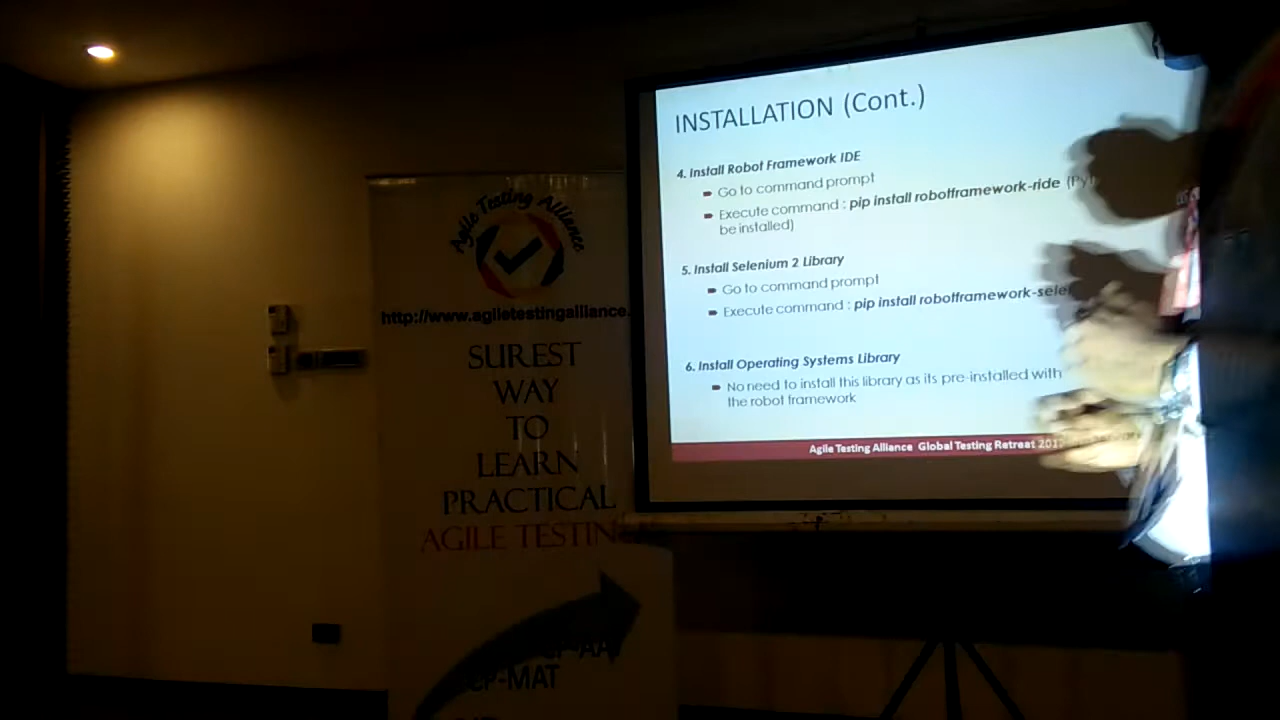 INSTALLATION (Cont.)
4. Install Robot Framework IDE
Go to command prompt
Execute command : pip install robotframework-ride
be installed)
5. Install Selenium 2 Library
Go to command prompt
Execute command : pip install robotframework-sele
6. Install Operating Systems Library
No need to install this library as its pre-installed with
the robot framework
Agile Testing Alliance Global Testing Retreat
Agile Testing Alliance
http://www.agiletestingalliance.
SUREST
WAY
TO
LEARN
PRACTICAL
AGILE TESTIN
CP-MAT